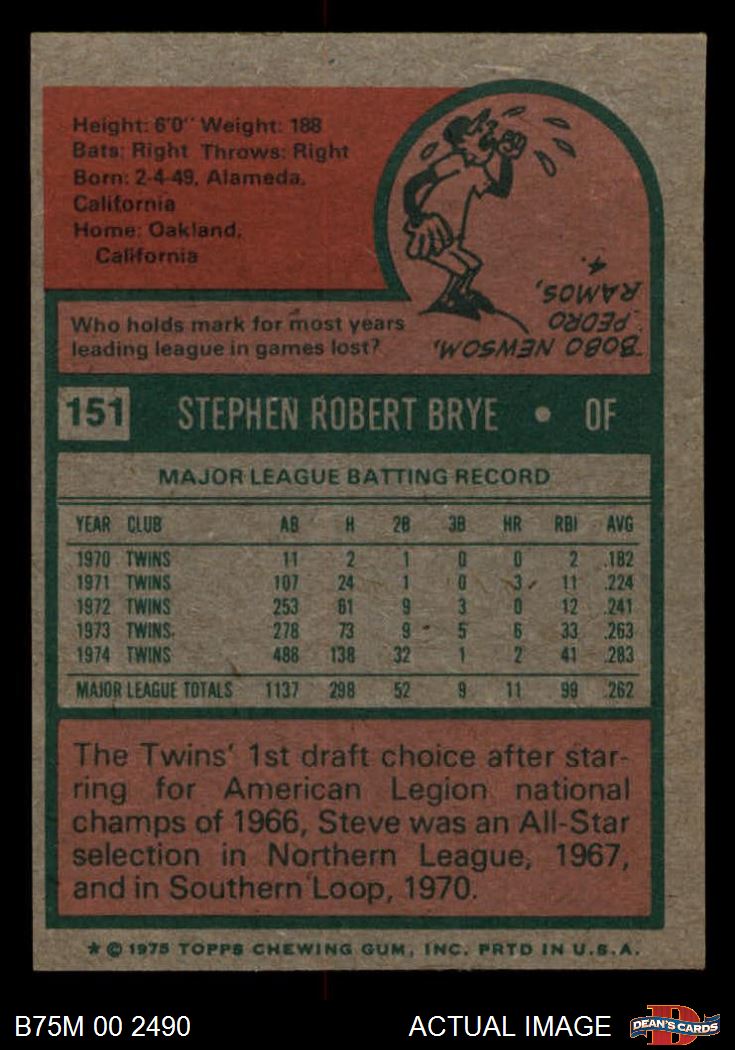 Height: 6'0" Weight: 188
Bats: Right Throws: Right
Born: 2-4-49, Alameda,
California
Home: Oakland,
California
Who holds mark for most years
leading league in games lost?
BOBO NEWSOM,
PEDRO
RAMOS,
4.
151 STEPHEN ROBERT BRYE • OF
MAJOR LEAGUE BATTING RECORD
YEAR CLUB AB H 2B 3B HR RBI AVG
1970 TWINS 11 2 1 0 0 2 .182
1971 TWINS 107 24 1 0 3 11 .224
1972 TWINS 253 61 9 3 0 12 .241
1973 TWINS 278 73 9 5 6 33 .263
1974 TWINS 488 138 32 1 2 41 .283
MAJOR LEAGUE TOTALS 1137 298 52 9 11 99 .262
The Twins' 1st draft choice after star-
ring for American Legion national
champs of 1966, Steve was an All-Star
selection in Northern League, 1967,
and in Southern Loop, 1970.
★ © 1975 TOPPS CHEWING GUM, INC. PRTD IN U.S.A.
B75M 00 2490 ACTUAL IMAGE DEAN'S CARDS